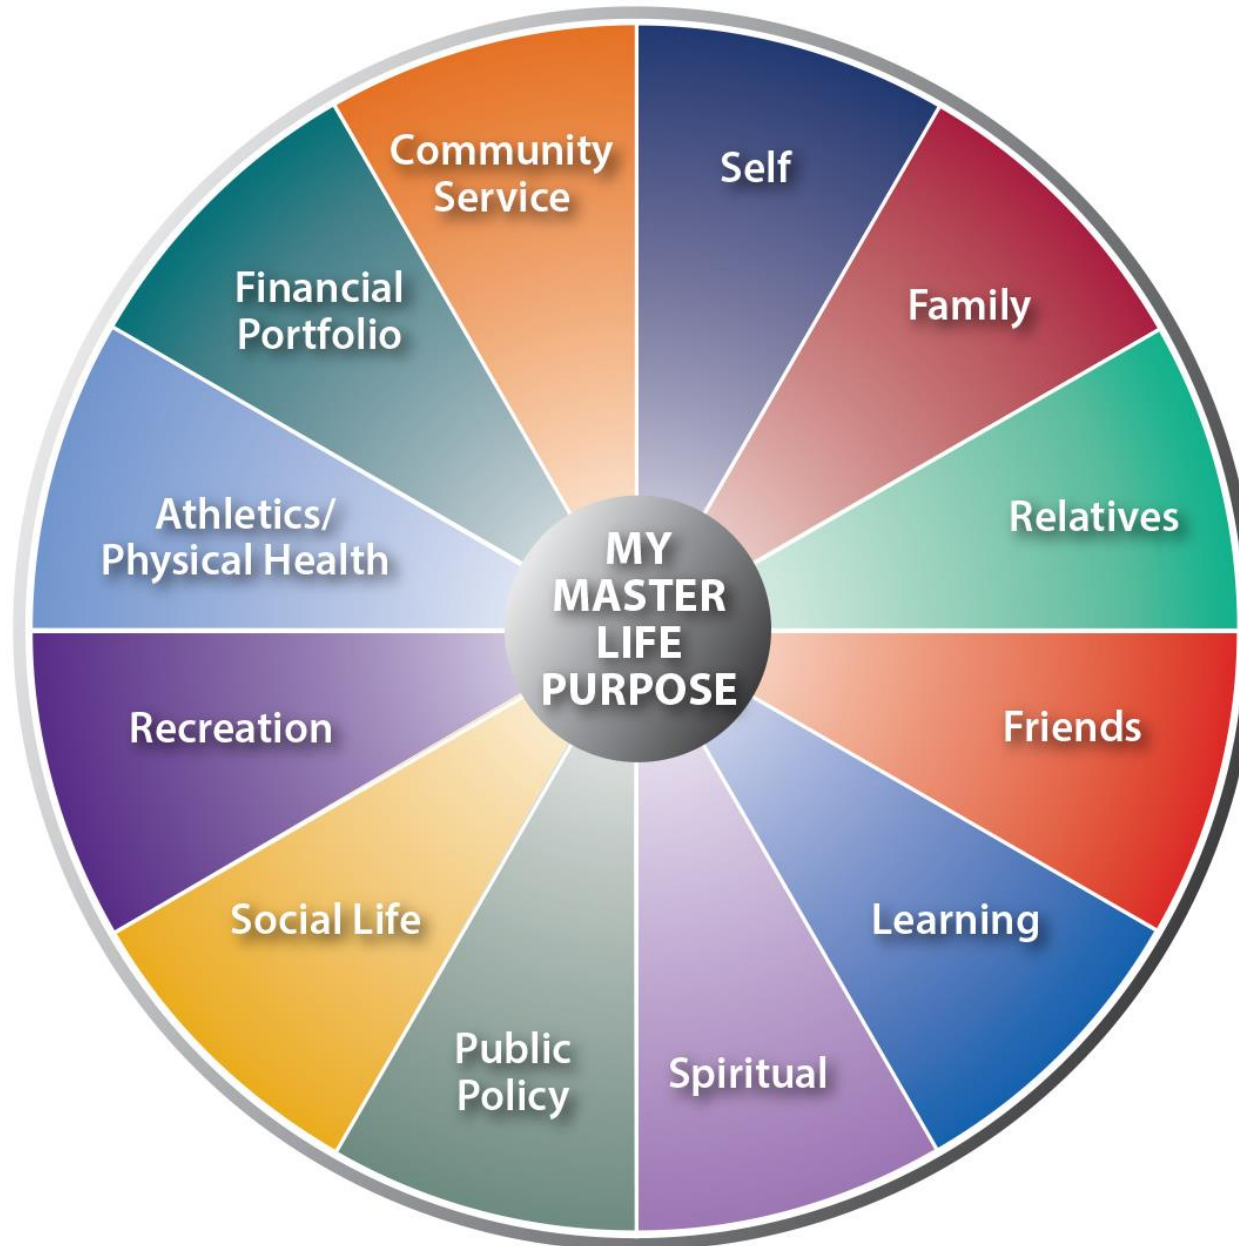 Community
Service
Self
Family
Relatives
Friends
Learning
Spiritual
Public
Policy
Social Life
Recreation
Athletics/
Physical Health
Financial
Portfolio
MY
MASTER
LIFE
PURPOSE